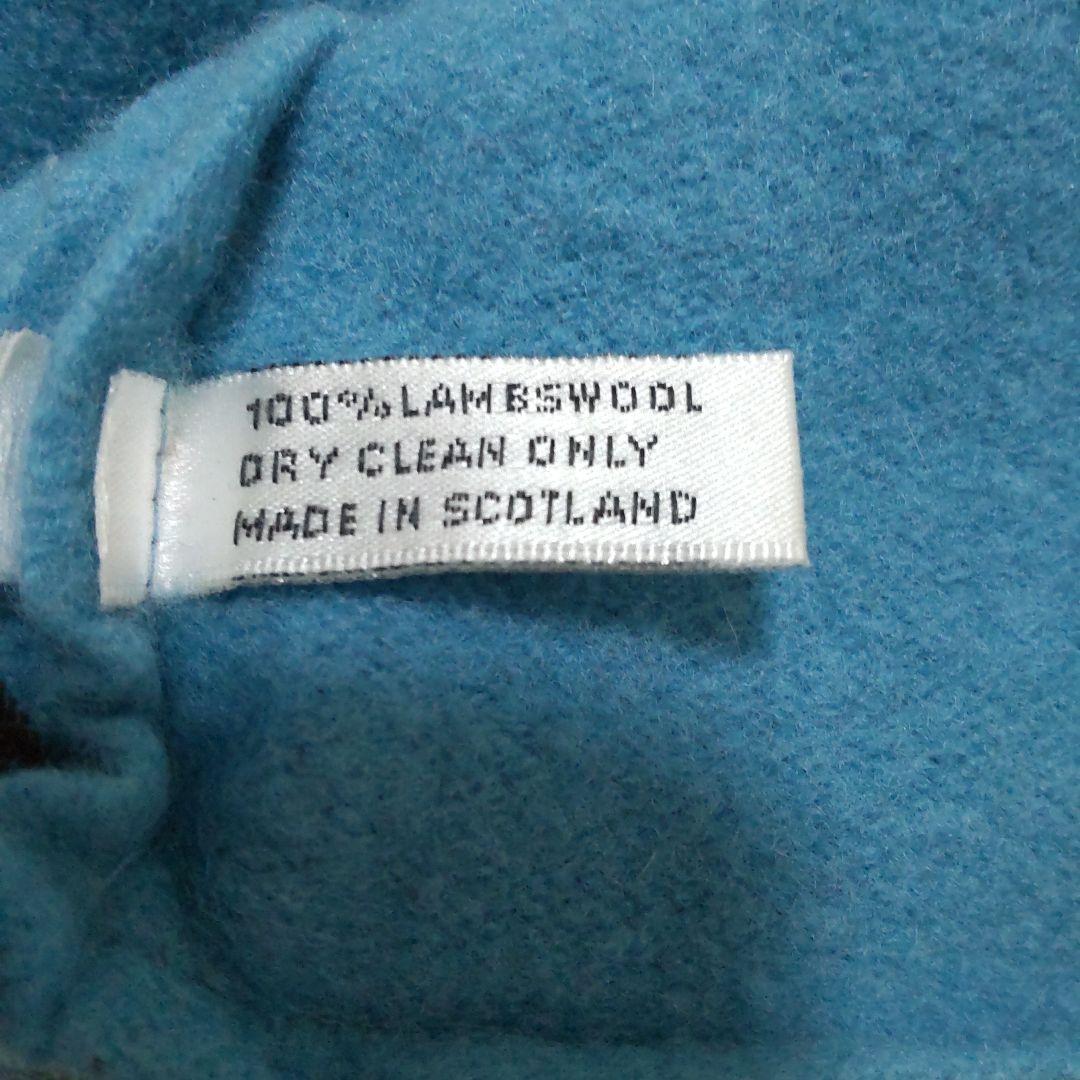 100% LAMBSWOOL
DRY CLEAN ONLY
MADE IN SCOTLAND